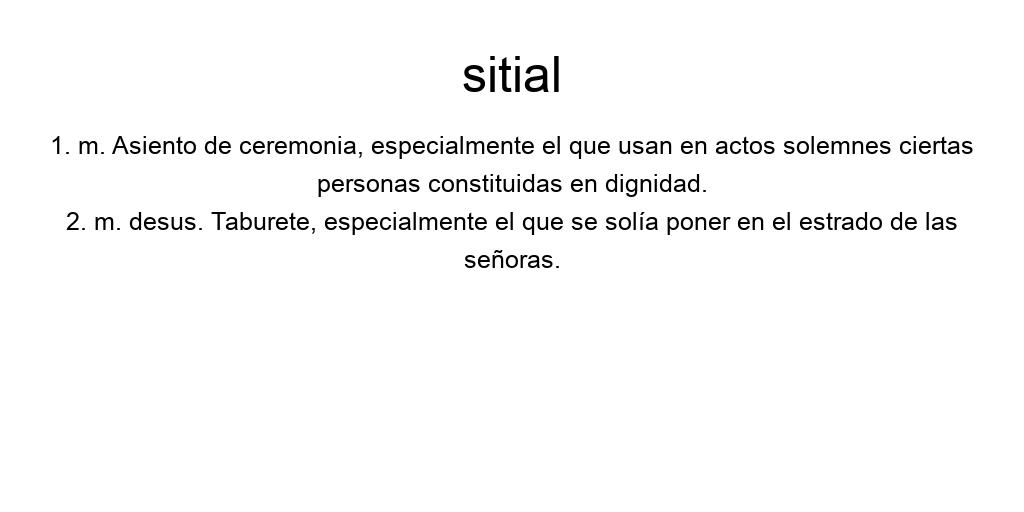 sitial
1. m. Asiento de ceremonia, especialmente el que usan en actos solemnes ciertas
personas constituidas en dignidad.
2. m. desus. Taburete, especialmente el que se solía poner en el estrado de las
señoras.